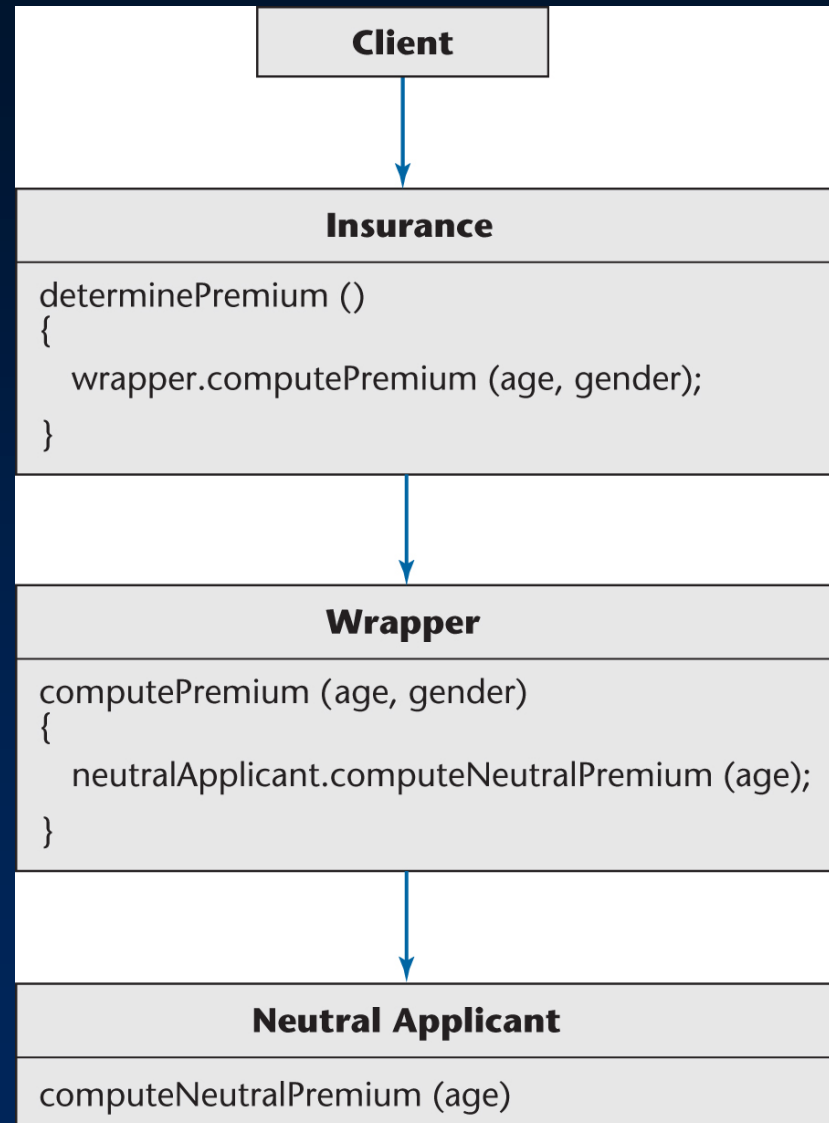 Client
Insurance
determinePremium ()
{
wrapper.computePremium (age, gender);
}
Wrapper
computePremium (age, gender)
{
neutralApplicant.computeNeutralPremium (age);
}
Neutral Applicant
computeNeutralPremium (age)